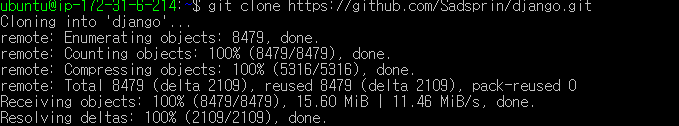 ubuntu@ip-172-31-6-214:~$ git clone https://github.com/Sadsprin/django.git
Cloning into 'django'...
remote: Enumerating objects: 8479, done.
remote: Counting objects: 100% (8479/8479), done.
remote: Compressing objects: 100% (5316/5316), done.
remote: Total 8479 (delta 2109), reused 8479 (delta 2109), pack-reused 0
Receiving objects: 100% (8479/8479), 15.60 MiB | 11.46 MiB/s, done.
Resolving deltas: 100% (2109/2109), done.